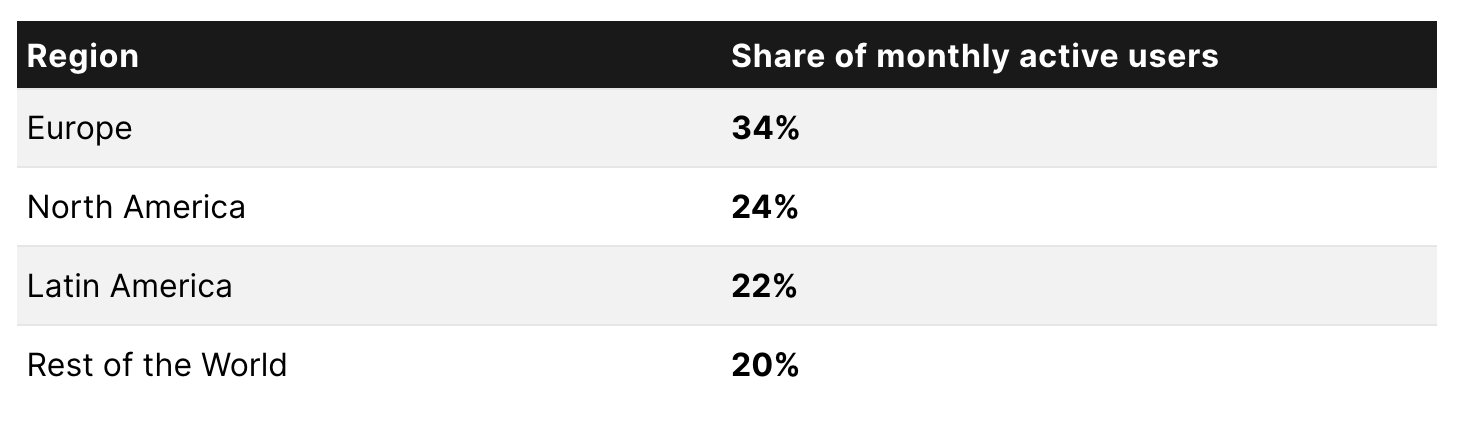 Region Share of monthly active users
Europe 34%
North America 24%
Latin America 22%
Rest of the World 20%